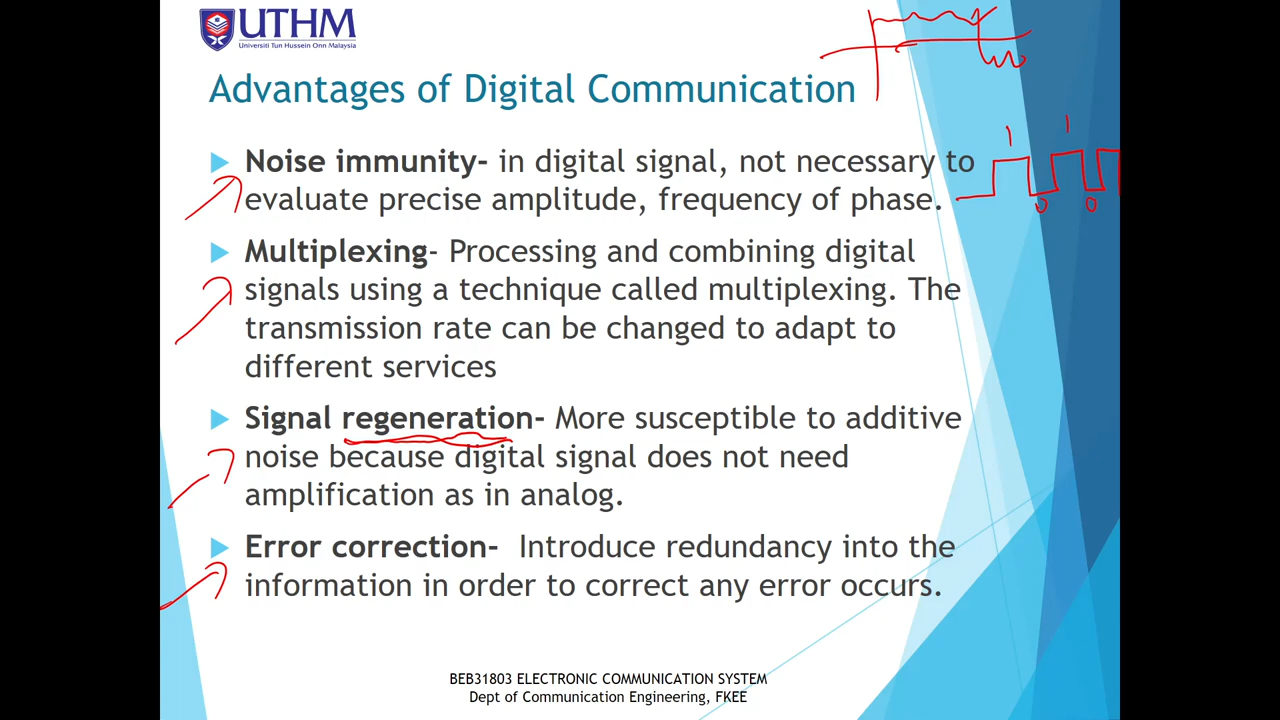 UTHM
Universiti Tun Hussein Onn Malaysia
Advantages of Digital Communication
Noise immunity- in digital signal, not necessary to
evaluate precise amplitude, frequency of phase.
1 1
0 0
Multiplexing- Processing and combining digital
signals using a technique called multiplexing. The
transmission rate can be changed to adapt to
different services
Signal regeneration- More susceptible to additive
noise because digital signal does not need
amplification as in analog.
Error correction- Introduce redundancy into the
information in order to correct any error occurs.
BEB31803 ELECTRONIC COMMUNICATION SYSTEM
Dept of Communication Engineering, FKEE